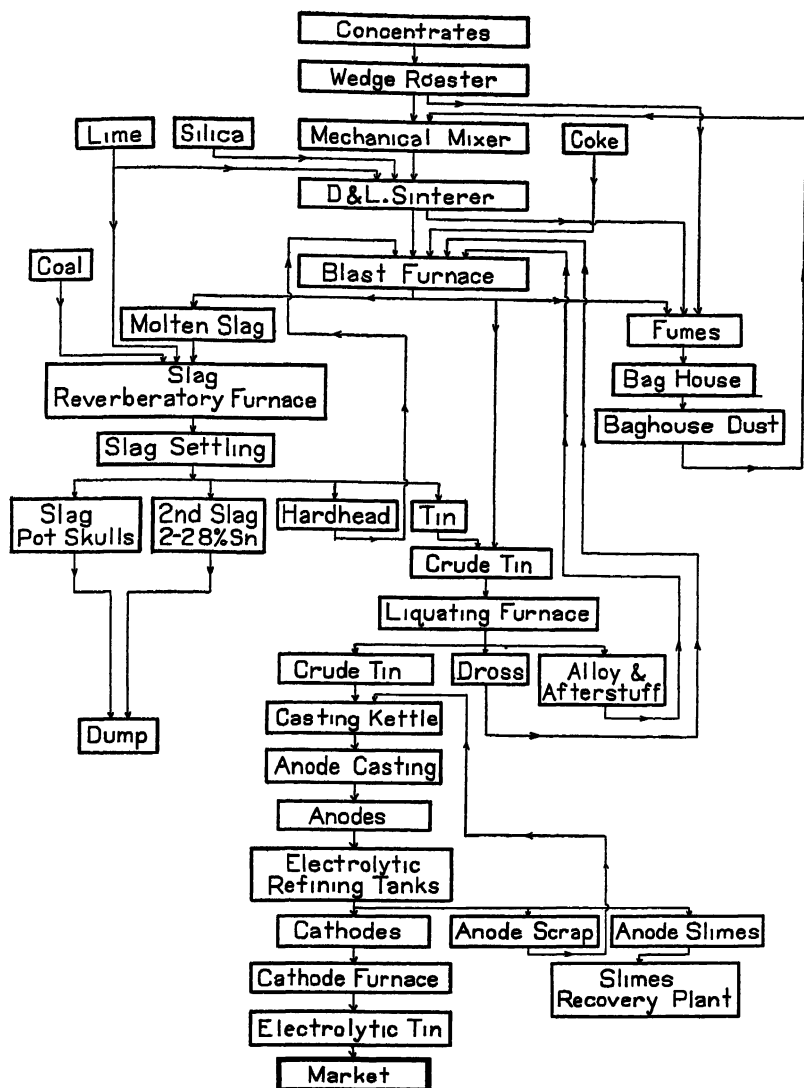 Concentrates
Wedge Roaster
Lime
Silica
Mechanical Mixer
Coke
D&L. Sinterer
Coal
Blast Furnace
Molten Slag
Fumes
Slag
Reverberatory Furnace
Bag House
Baghouse Dust
Slag Settling
Slag
Pot Skulls
2nd Slag
2-28%Sn
Hardhead
Tin
Crude Tin
Liquating Furnace
Crude Tin
Dross
Alloy &
Afterstuff
Casting Kettle
Dump
Anode Casting
Anodes
Electrolytic
Refining Tanks
Cathodes
Anode Scrap
Anode Slimes
Cathode Furnace
Slimes
Recovery Plant
Electrolytic Tin
Market